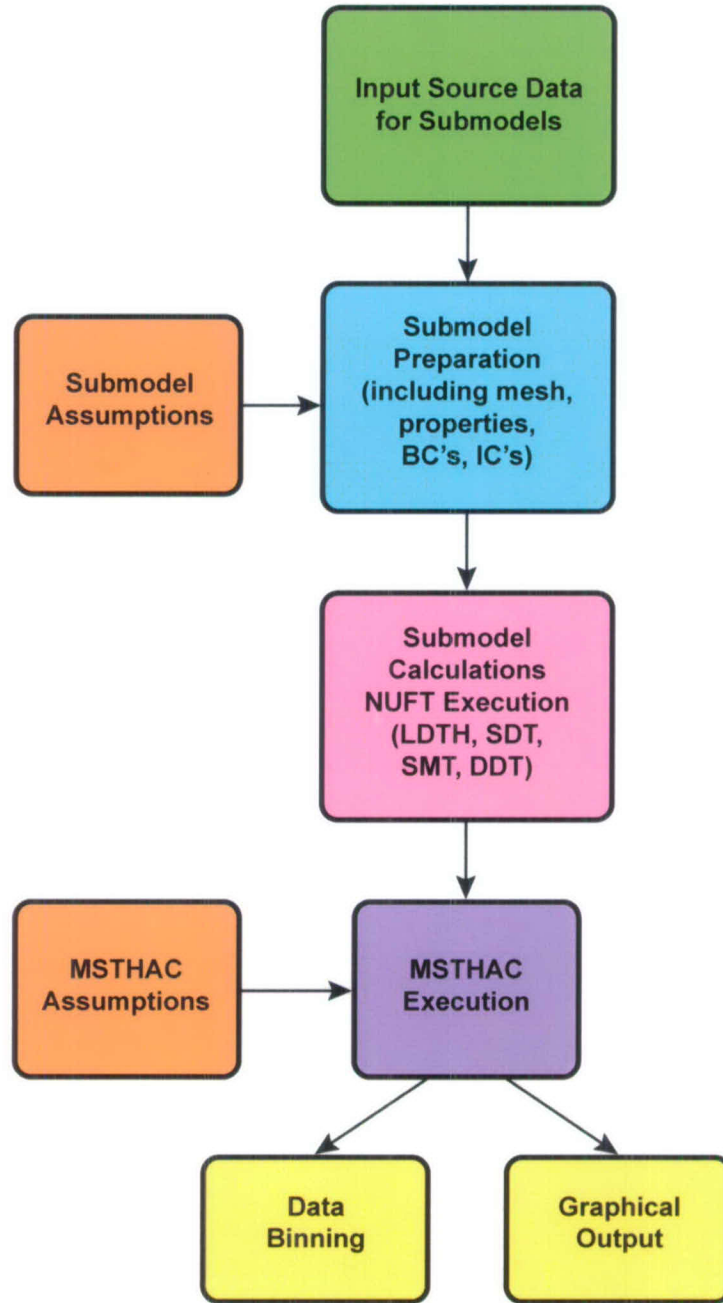 Input Source Data
for Submodels
Submodel
Preparation
(including mesh,
properties,
BC's, IC's)
Submodel
Assumptions
Submodel
Calculations
NUFT Execution
(LDTH, SDT,
SMT, DDT)
MSTHAC
Assumptions
MSTHAC
Execution
Data
Binning
Graphical
Output